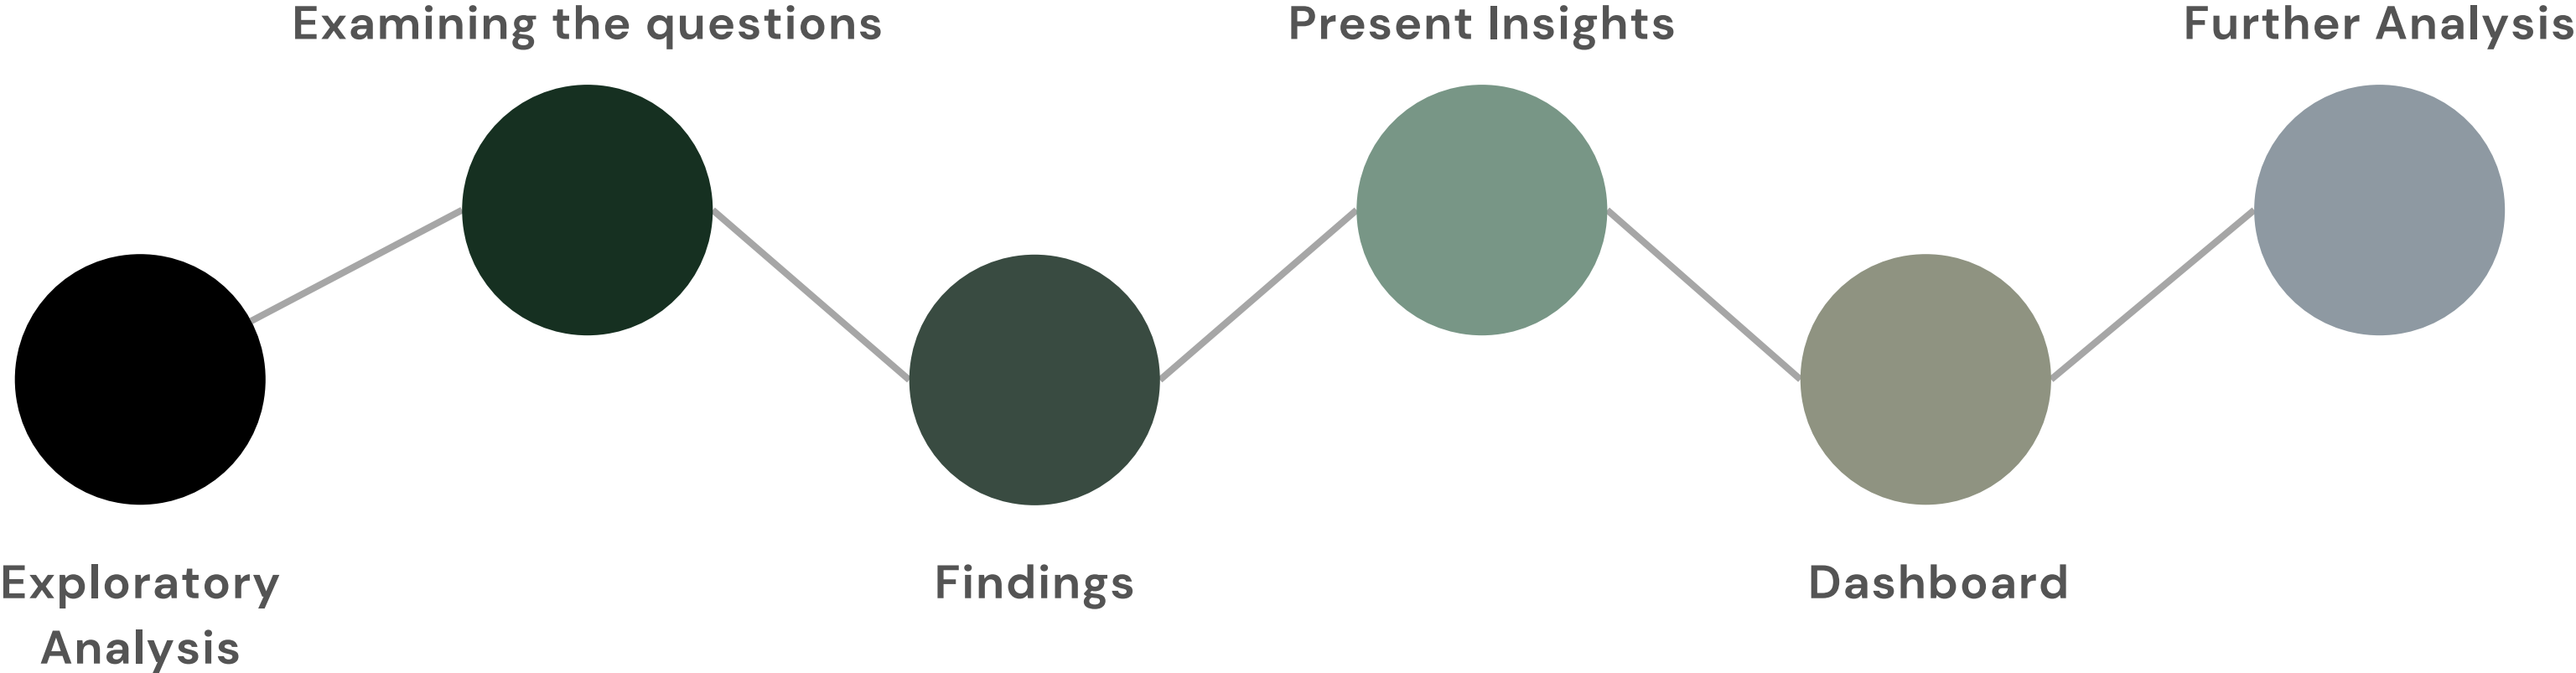 Examining the questions
Present Insights
Further Analysis
Exploratory
Analysis
Findings
Dashboard